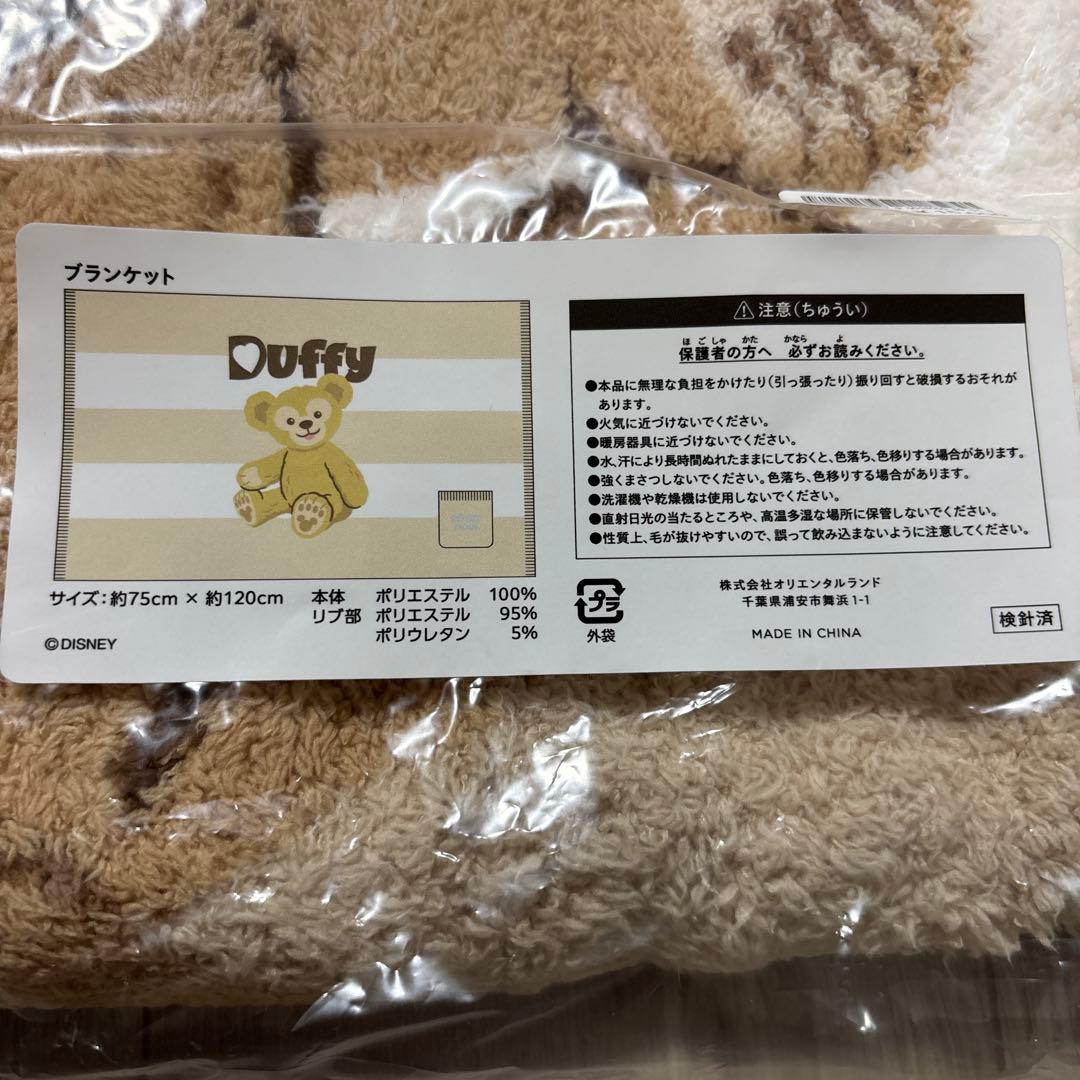 ブランケット
Duffy
サイズ：約75cm × 約120cm
本体 ポリエステル 100%
リブ部 ポリエステル 95%
ポリウレタン 5%
©DISNEY
⚠注意（ちゅうい）
ほごしゃ かた かなら よ
保護者の方へ 必ずお読みください。
●本品に無理な負担をかけたり（引っ張ったり）振り回すと破損するおそれが
あります。
●火気に近づけないでください。
●暖房器具に近づけないでください。
●水、汗により長時間ぬれたままにしておくと、色落ち、色移りする場合があります。
●強くまさつしないでください。色落ち、色移りする場合があります。
●洗濯機や乾燥機は使用しないでください。
●直射日光の当たるところや、高温多湿な場所に保管しないでください。
●性質上、毛が抜けやすいので、誤って飲み込まないように注意してください。
プラ
外袋
株式会社オリエンタルランド
千葉県浦安市舞浜1-1
MADE IN CHINA
検針済